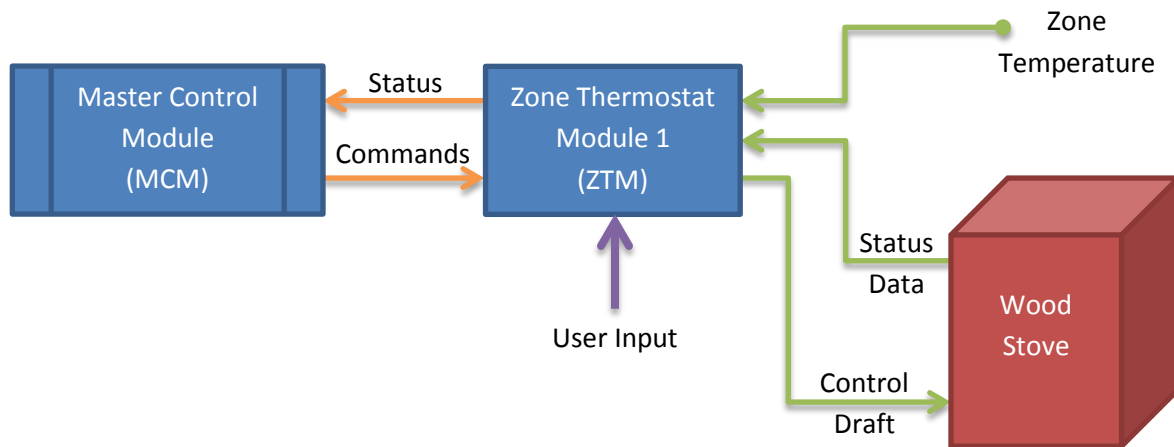 Master Control
Module
(MCM)
Status
Commands
Zone Thermostat
Module 1
(ZTM)
User Input
Zone
Temperature
Status
Data
Control
Draft
Wood
Stove